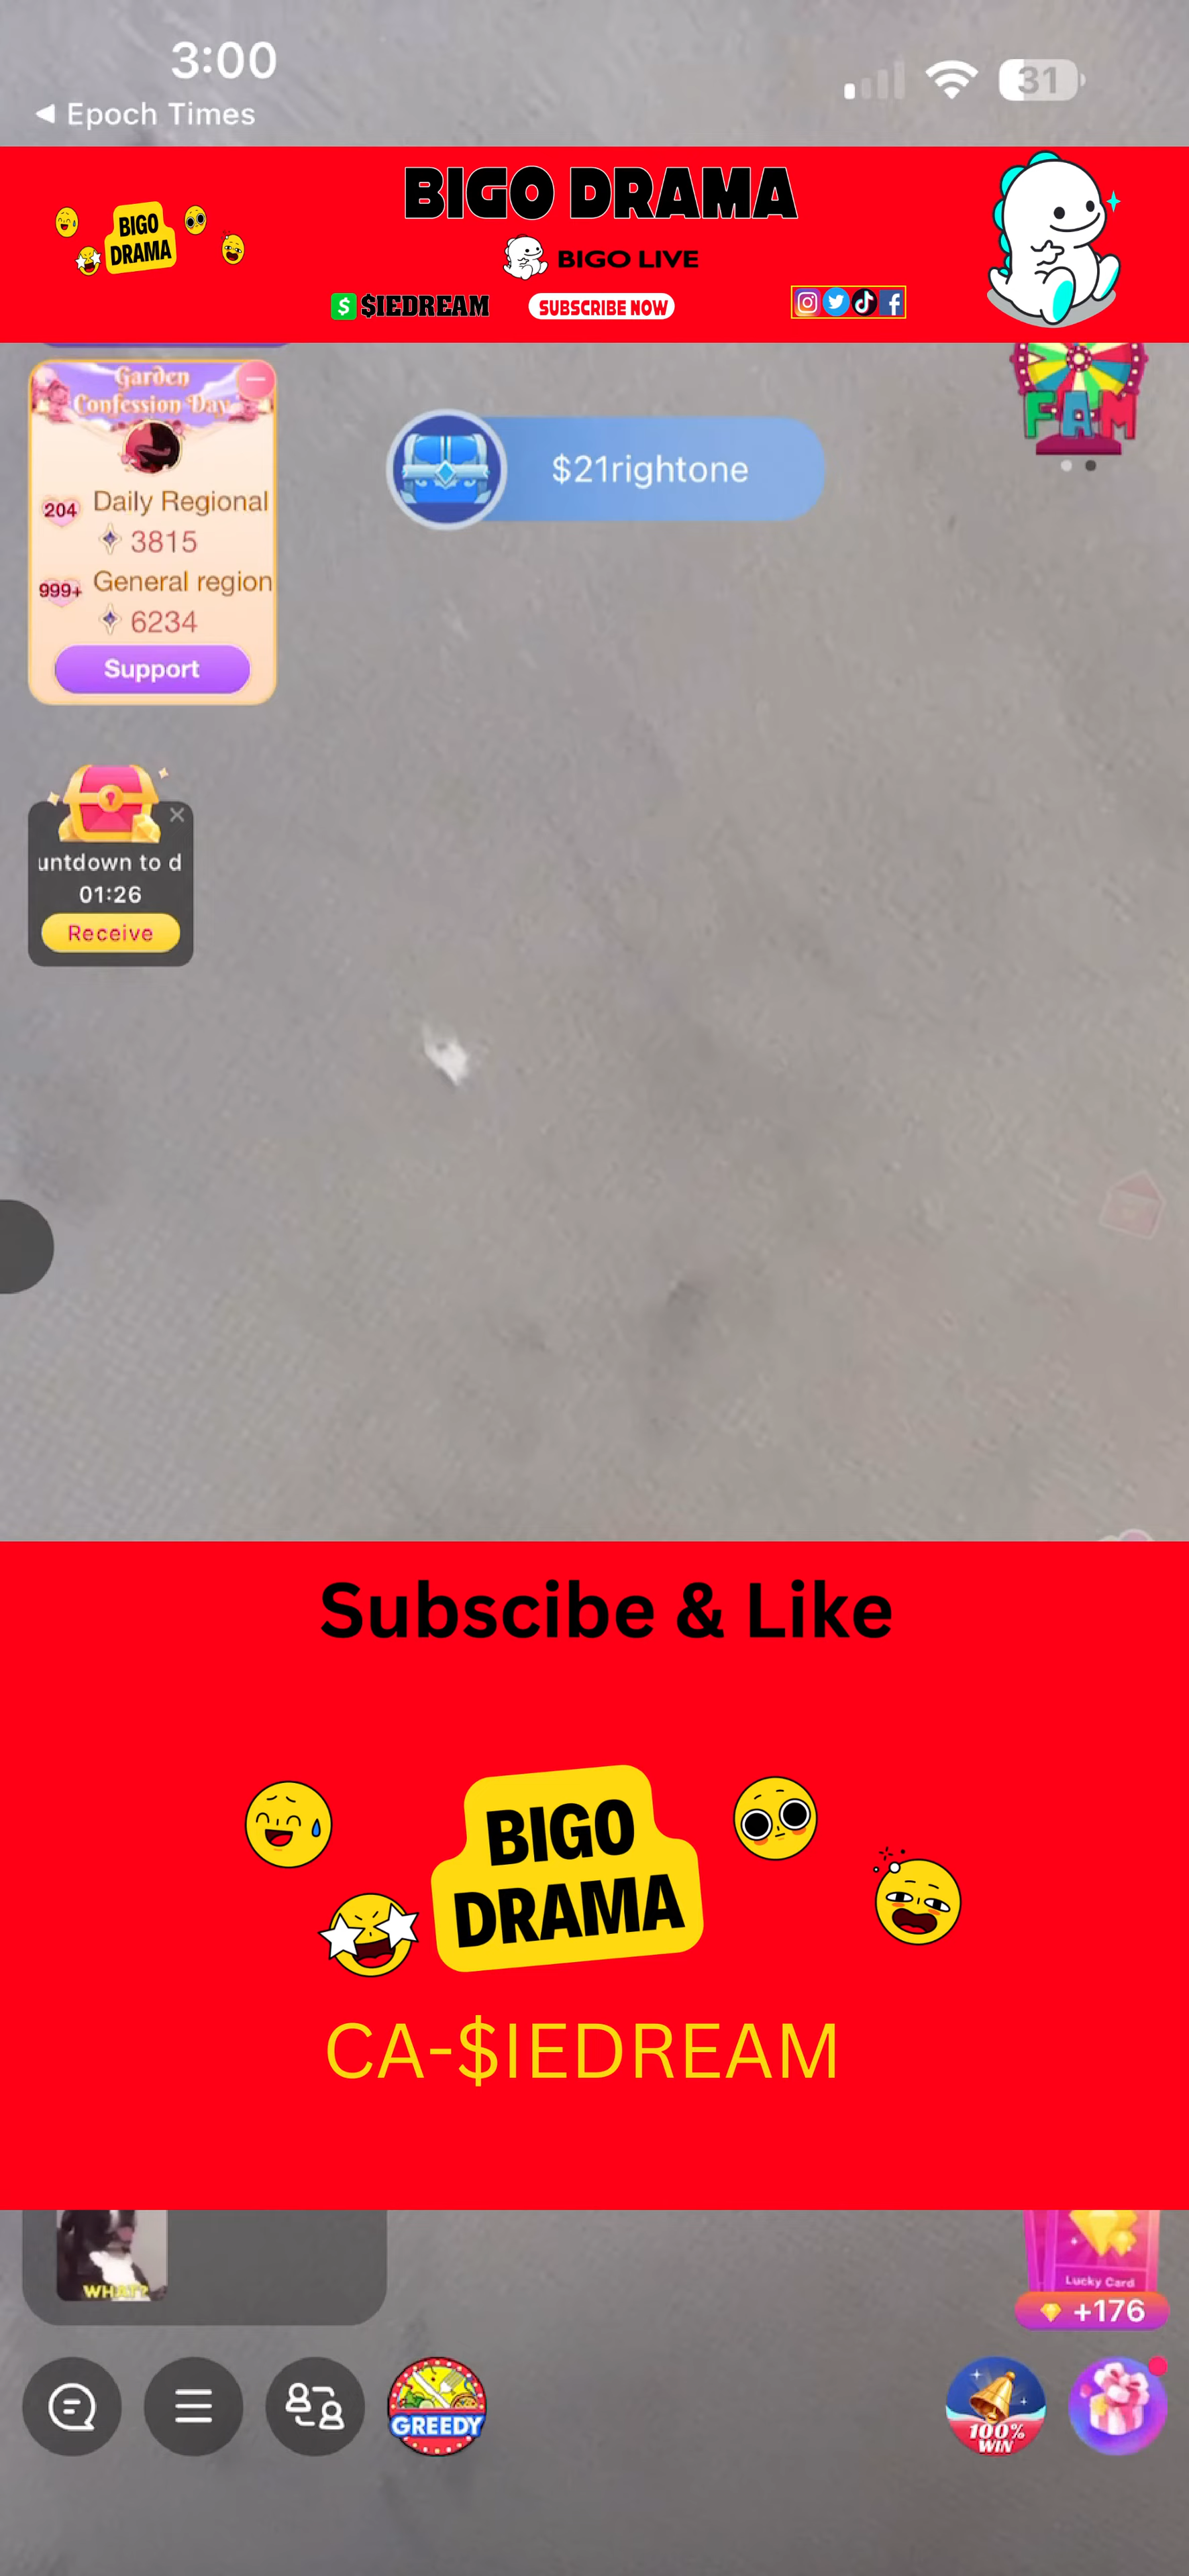 3:00
31
◀ Epoch Times
BIGO DRAMA
BIGO
DRAMA
BIGO LIVE
$ $IEDREAM
SUBSCRIBE NOW
Garden
Confession Day
204 Daily Regional
3815
999+ General region
6234
Support
$21rightone
FAM
untdown to d
01:26
Receive
Subscibe & Like
BIGO
DRAMA
CA-$IEDREAM
WHAT?
Lucky Card
+176
GREEDY
100%
WIN